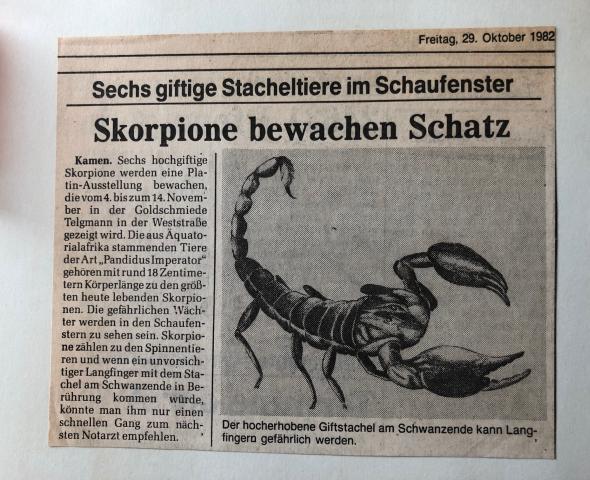 Freitag, 29. Oktober 1982
Sechs giftige Stacheltiere im Schaufenster
Skorpione bewachen Schatz
Kamen. Sechs hochgiftige
Skorpione werden eine Pla-
tin-Ausstellung bewachen,
die vom 4. bis zum 14. Novem-
ber in der Goldschmiede
Telgmann in der Weststraße
gezeigt wird. Die aus Äquato-
rialafrika stammenden Tiere
der Art „Pandidus Imperator"
gehören mit rund 18 Zentime-
tern Körperlänge zu den größ-
ten heute lebenden Skorpio-
nen. Die gefährlichen Wäch-
ter werden in den Schaufen-
stern zu sehen sein. Skorpio-
ne zählen zu den Spinnentie-
ren und wenn ein unvorsich-
tiger Langfinger mit dem Sta-
chel am Schwanzende in Be-
rührung kommen würde,
könnte man ihm nur einen
schnellen Gang zum näch-
sten Notarzt empfehlen.
Der hocherhobene Giftstachel am Schwanzende kann Lang-
fingern gefährlich werden.